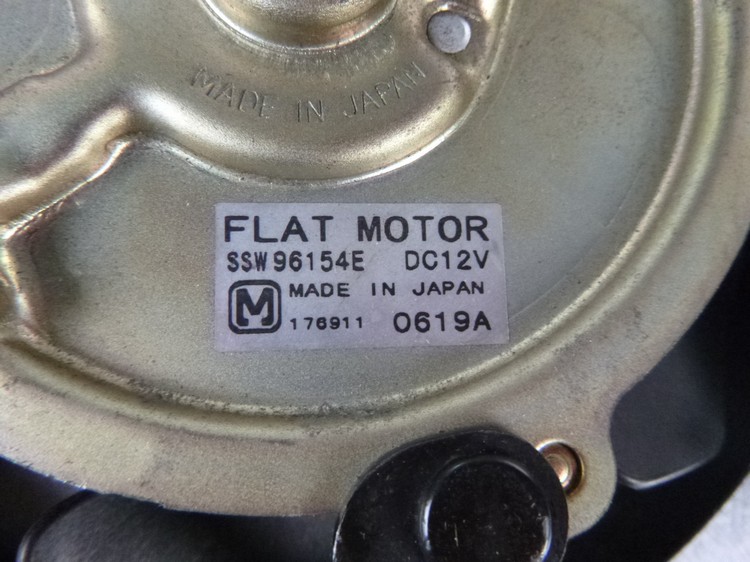 MADE IN JAPAN
FLAT MOTOR
SSW96154E DC12V
M MADE IN JAPAN
176911 0619A